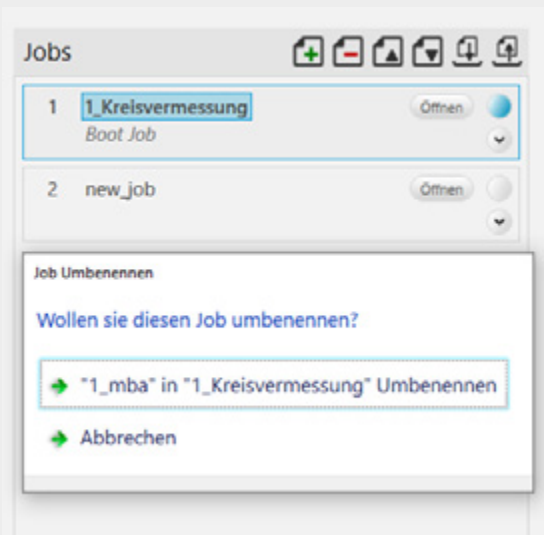 Jobs
1 1_Kreisvermessung Öffnen
Boot Job
2 new_job Öffnen
Job Umbenennen
Wollen sie diesen Job umbenennen?
"1_mba" in "1_Kreisvermessung" Umbenennen
Abbrechen